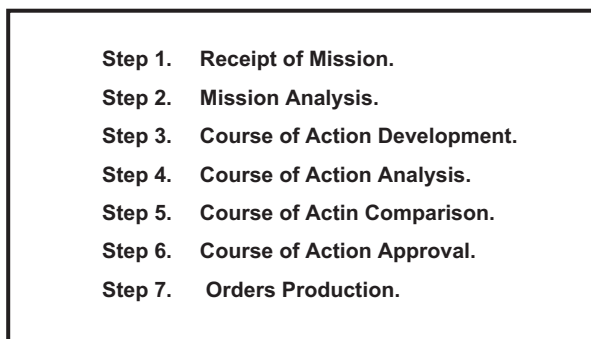 Step 1. Receipt of Mission.
Step 2. Mission Analysis.
Step 3. Course of Action Development.
Step 4. Course of Action Analysis.
Step 5. Course of Actin Comparison.
Step 6. Course of Action Approval.
Step 7. Orders Production.